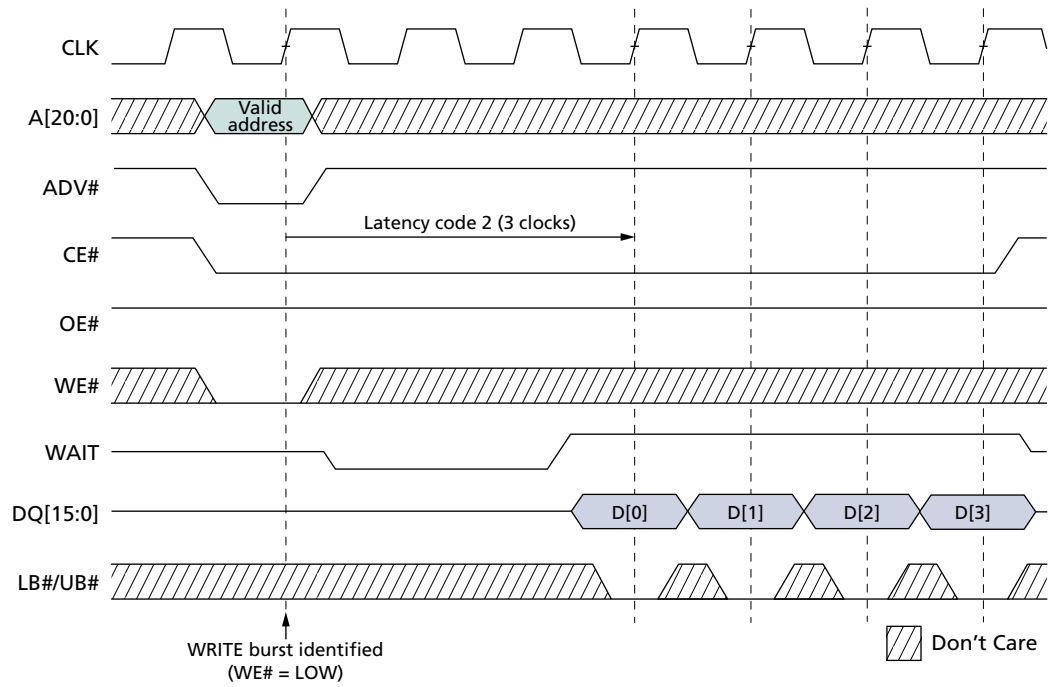 CLK
A[20:0]
Valid
address
ADV#
Latency code 2 (3 clocks)
CE#
OE#
WE#
WAIT
DQ[15:0]
D[0]
D[1]
D[2]
D[3]
LB#/UB#
WRITE burst identified
(WE# = LOW)
Don't Care